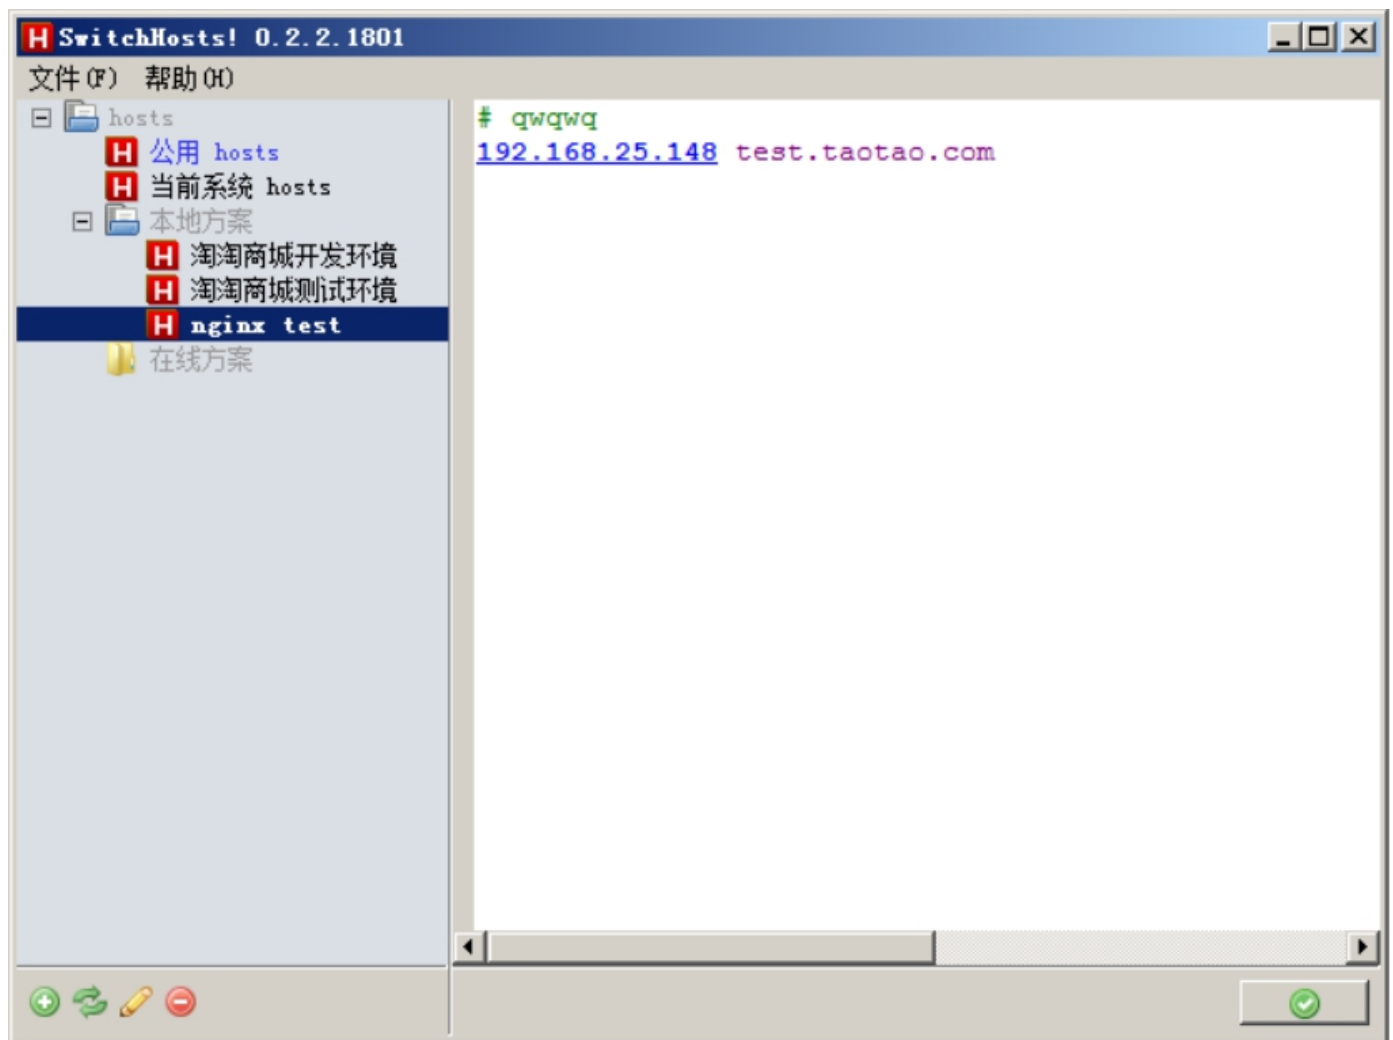 SwitchHosts! 0.2.2.1801
文件(F) 帮助(H)
hosts
公用 hosts
当前系统 hosts
本地方案
淘淘商城开发环境
淘淘商城测试环境
nginx test
在线方案
# qwqwq
192.168.25.148 test.taotao.com